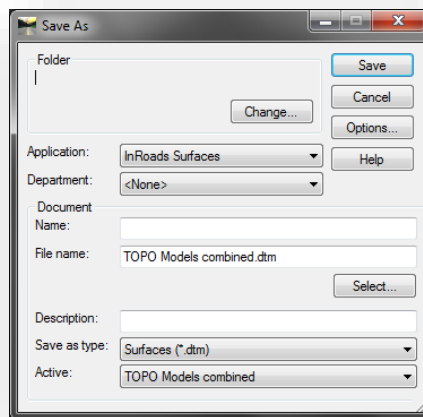 Save As
Folder
Save
Cancel
Change...
Options...
Application: InRoads Surfaces
Help
Department: <None>
Document
Name:
File name: TOPO Models combined.dtm
Select...
Description:
Save as type: Surfaces (*.dtm)
Active: TOPO Models combined